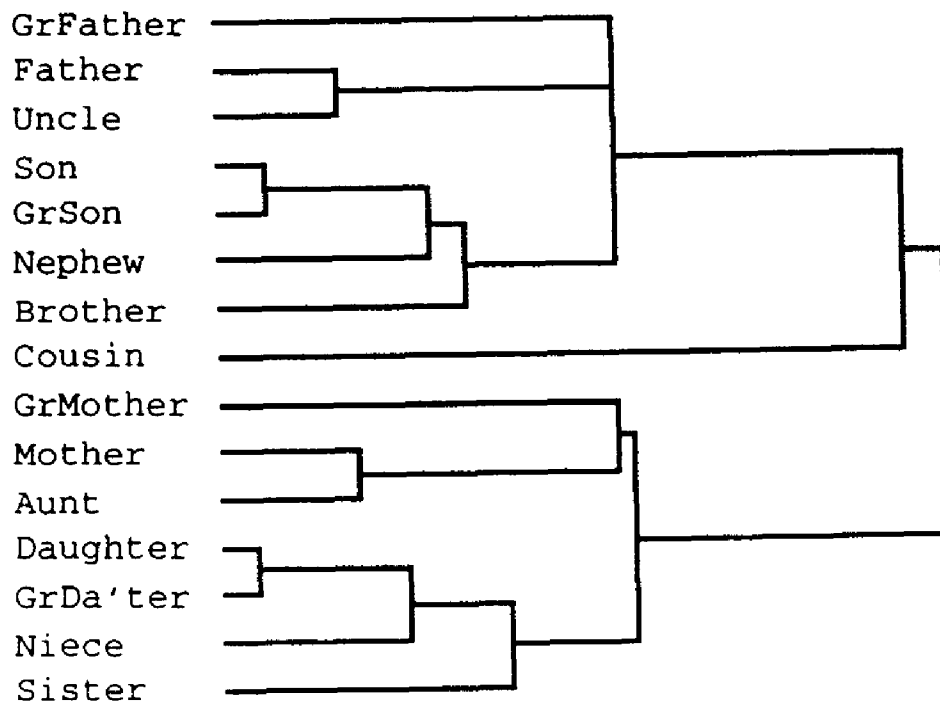 GrFather
Father
Uncle
Son
GrSon
Nephew
Brother
Cousin
GrMother
Mother
Aunt
Daughter
GrDa'ter
Niece
Sister